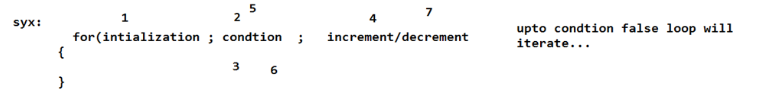 1 2 5 4 7
syx: for(intialization ; condtion ; increment/decrement upto condtion false loop will
iterate...
{
3 6
}